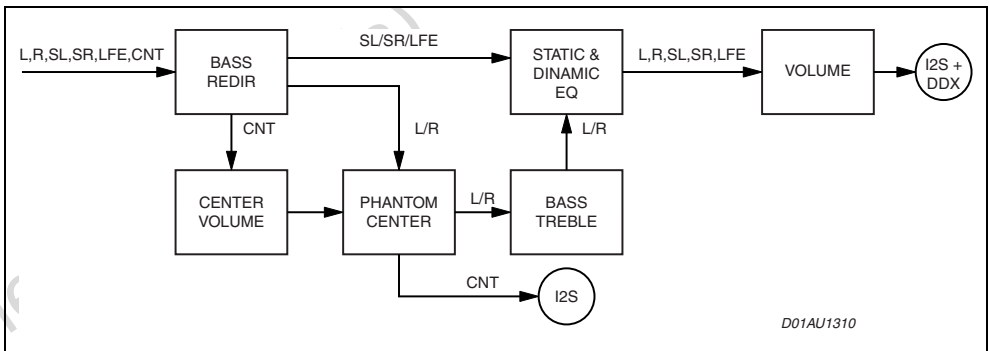 L,R,SL,SR,LFE,CNT
BASS
REDIR
SL/SR/LFE
STATIC &
DINAMIC
EQ
L,R,SL,SR,LFE
VOLUME
I2S +
DDX
CNT
L/R
L/R
CENTER
VOLUME
PHANTOM
CENTER
L/R
BASS
TREBLE
CNT
I2S
D01AU1310